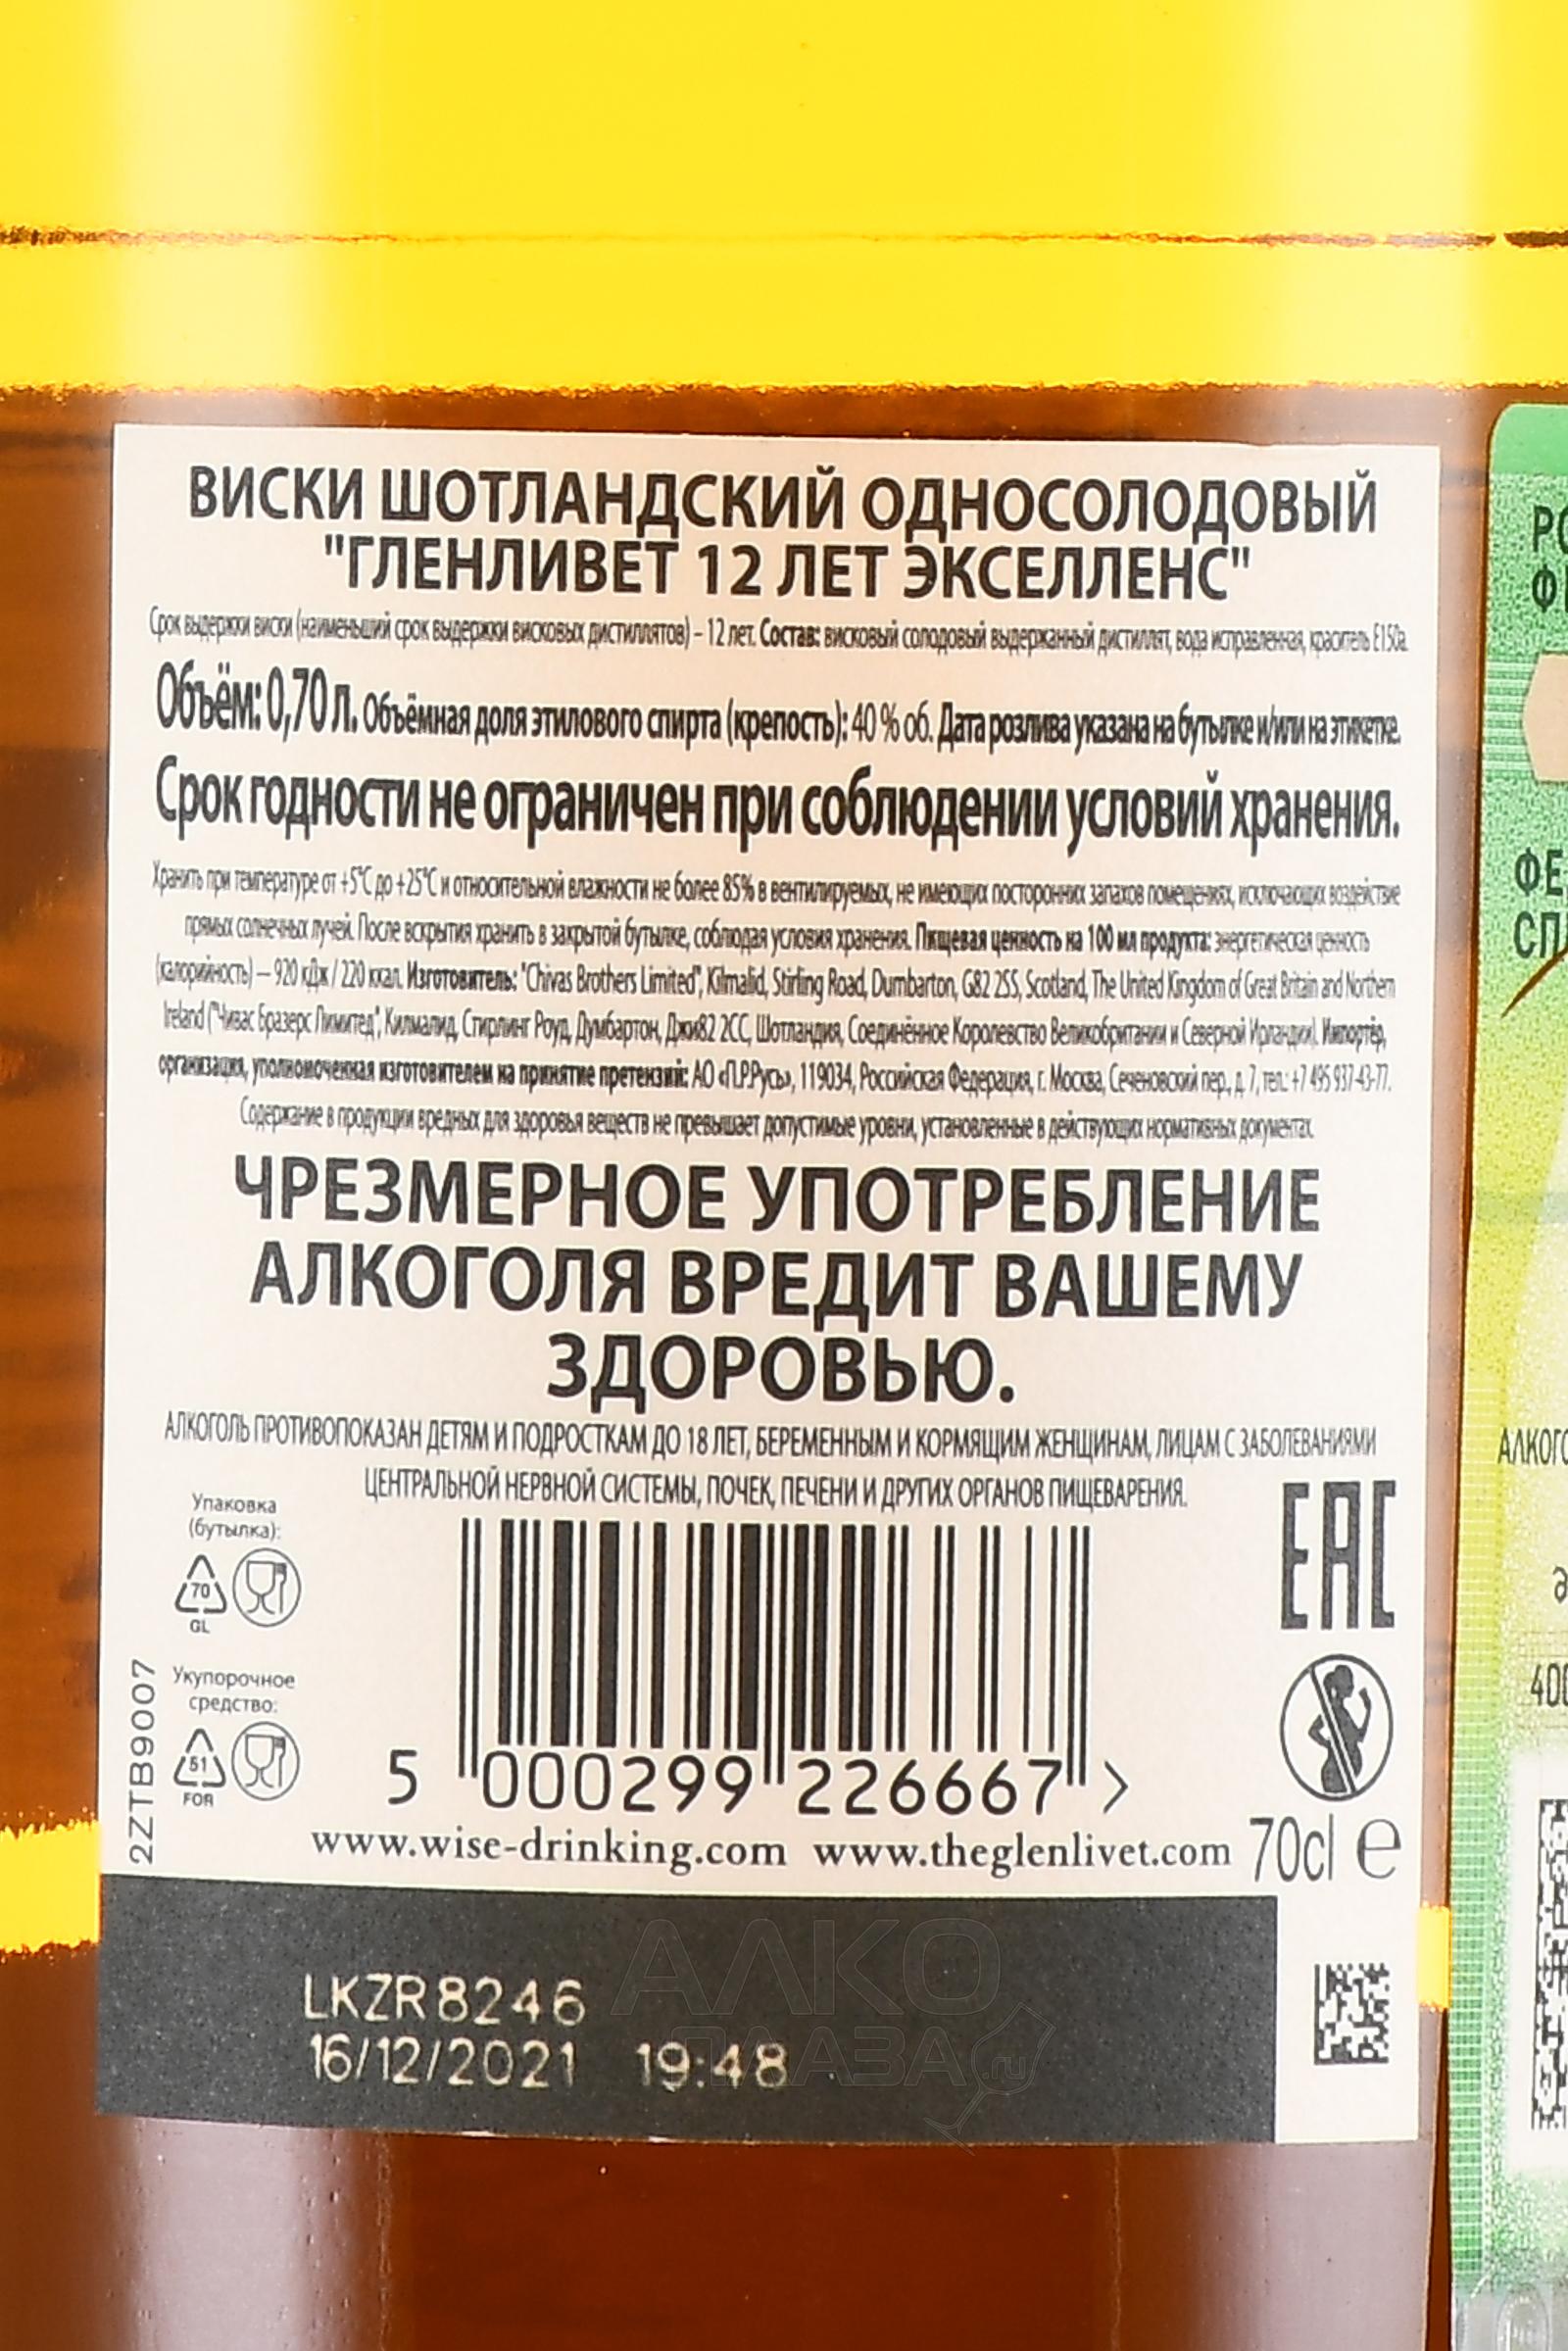 ВИСКИ ШОТЛАНДСКИЙ ОДНОСОЛОДОВЫЙ
"ГЛЕНЛИВЕТ 12 ЛЕТ ЭКСЕЛЛЕНС"
Срок выдержки виски (наименьший срок выдержки висковых дистиллятов) – 12 лет. Состав: висковый солодовый выдержанный дистиллят, вода исправленная, краситель Е150а.
Объём: 0,70 л. Объёмная доля этилового спирта (крепость): 40 % об. Дата розлива указана на бутылке и/или на этикетке.
Срок годности не ограничен при соблюдении условий хранения.
Хранить при температуре от +5°С до +25°С и относительной влажности не более 85% в вентилируемых, не имеющих посторонних запахов помещениях, исключающих воздействие
прямых солнечных лучей. После вскрытия хранить в закрытой бутылке, соблюдая условия хранения. Пищевая ценность на 100 мл продукта: энергетическая ценность
(калорийность) – 920 кДж / 220 ккал. Изготовитель: "Chivas Brothers Limited", Kilmalid, Stirling Road, Dumbarton, G82 2SS, Scotland, The United Kingdom of Great Britain and Northern
Ireland ("Чивас Бразерс Лимитед", Килмалид, Стирлинг Роуд, Думбартон, Джи82 2СС, Шотландия, Соединённое Королевство Великобритании и Северной Ирландии). Импортёр,
организация, уполномоченная изготовителем на принятие претензий: АО «П.Р.Русь», 119034, Российская Федерация, г. Москва, Сеченовский пер., д. 7, тел.: +7 495 937-43-77.
Содержание в продукции вредных для здоровья веществ не превышает допустимые уровни, установленные в действующих нормативных документах.
ЧРЕЗМЕРНОЕ УПОТРЕБЛЕНИЕ
АЛКОГОЛЯ ВРЕДИТ ВАШЕМУ
ЗДОРОВЬЮ.
АЛКОГОЛЬ ПРОТИВОПОКАЗАН ДЕТЯМ И ПОДРОСТКАМ ДО 18 ЛЕТ, БЕРЕМЕННЫМ И КОРМЯЩИМ ЖЕНЩИНАМ, ЛИЦАМ С ЗАБОЛЕВАНИЯМИ
ЦЕНТРАЛЬНОЙ НЕРВНОЙ СИСТЕМЫ, ПОЧЕК, ПЕЧЕНИ И ДРУГИХ ОРГАНОВ ПИЩЕВАРЕНИЯ.
Упаковка
(бутылка):
70
GL
Укупорочное
средство:
51
FOR
2ZTB9007
EAC
5 000299 226667 >
www.wise-drinking.com www.theglenlivet.com 70cl e
LKZR8246
16/12/2021 19:48
АЛКО
ПЛАЗА
.ru